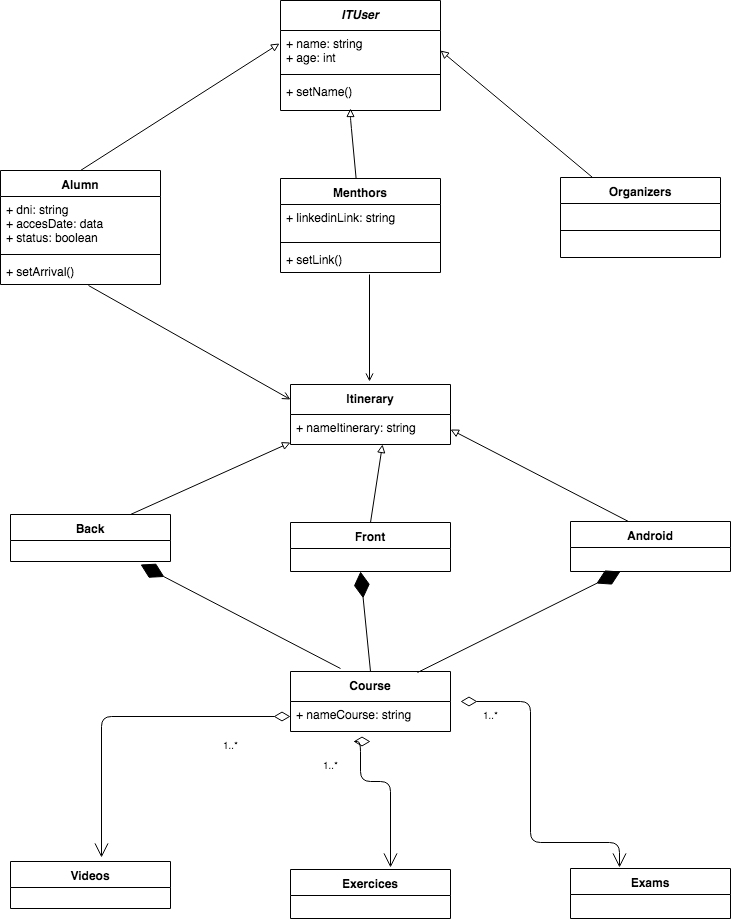 ITUser
+ name: string
+ age: int
+ setName()
Alumn
+ dni: string
+ accesDate: data
+ status: boolean
+ setArrival()
Menthors
+ linkedinLink: string
+ setLink()
Organizers
Itinerary
+ nameItinerary: string
Back
Front
Android
Course
+ nameCourse: string
1..*
1..*
1..*
Videos
Exercices
Exams